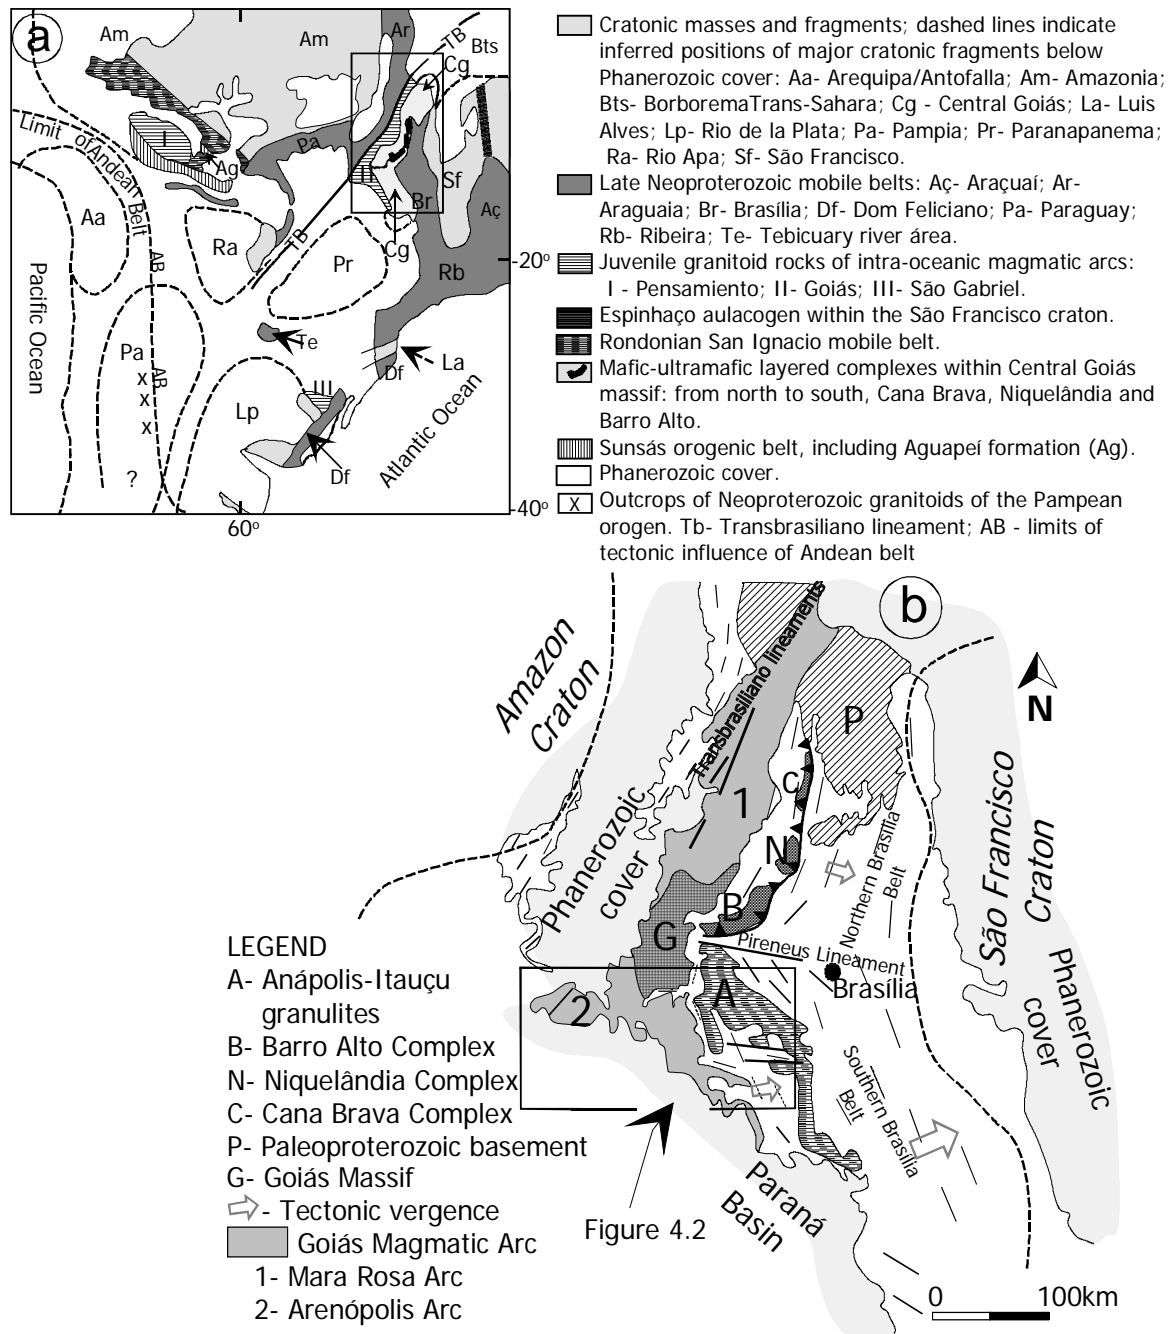 a
Am
Am
Ar
TB
Bts
Cg
Limit of Andean Belt
I
Ag
Pa
II
Sf
Br
Aç
Aa
Ra
TB
Cg
Pr
Rb
-20º
AB
Pacific Ocean
Te
Pa
AB
La
Df
X
X
X
III
Lp
Atlantic Ocean
?
Df
-40º
60º
Cratonic masses and fragments; dashed lines indicate
inferred positions of major cratonic fragments below
Phanerozoic cover: Aa- Arequipa/Antofalla; Am- Amazonia;
Bts- BorboremaTrans-Sahara; Cg - Central Goiás; La- Luis
Alves; Lp- Rio de la Plata; Pa- Pampia; Pr- Paranapanema;
Ra- Rio Apa; Sf- São Francisco.
Late Neoproterozoic mobile belts: Aç- Araçuaí; Ar-
Araguaia; Br- Brasília; Df- Dom Feliciano; Pa- Paraguay;
Rb- Ribeira; Te- Tebicuary river área.
Juvenile granitoid rocks of intra-oceanic magmatic arcs:
I - Pensamiento; II- Goiás; III- São Gabriel.
Espinhaço aulacogen within the São Francisco craton.
Rondonian San Ignacio mobile belt.
Mafic-ultramafic layered complexes within Central Goiás
massif: from north to south, Cana Brava, Niquelândia and
Barro Alto.
Sunsás orogenic belt, including Aguapeí formation (Ag).
Phanerozoic cover.
X Outcrops of Neoproterozoic granitoids of the Pampean
orogen. Tb- Transbrasiliano lineament; AB - limits of
tectonic influence of Andean belt
b
Amazon
Craton
Transbrasiliano lineaments
N
P
C
1
São Francisco
Craton
Phanerozoic
cover
N
Northern Brasília
Belt
B
G
Pireneus Lineament
Brasília
A
2
Phanerozoic
cover
Southern Brasília
Belt
Paraná
Basin
Figure 4.2
LEGEND
A- Anápolis-Itauçu
granulites
B- Barro Alto Complex
N- Niquelândia Complex
C- Cana Brava Complex
P- Paleoproterozoic basement
G- Goiás Massif
- Tectonic vergence
Goiás Magmatic Arc
1- Mara Rosa Arc
2- Arenópolis Arc
0 100km